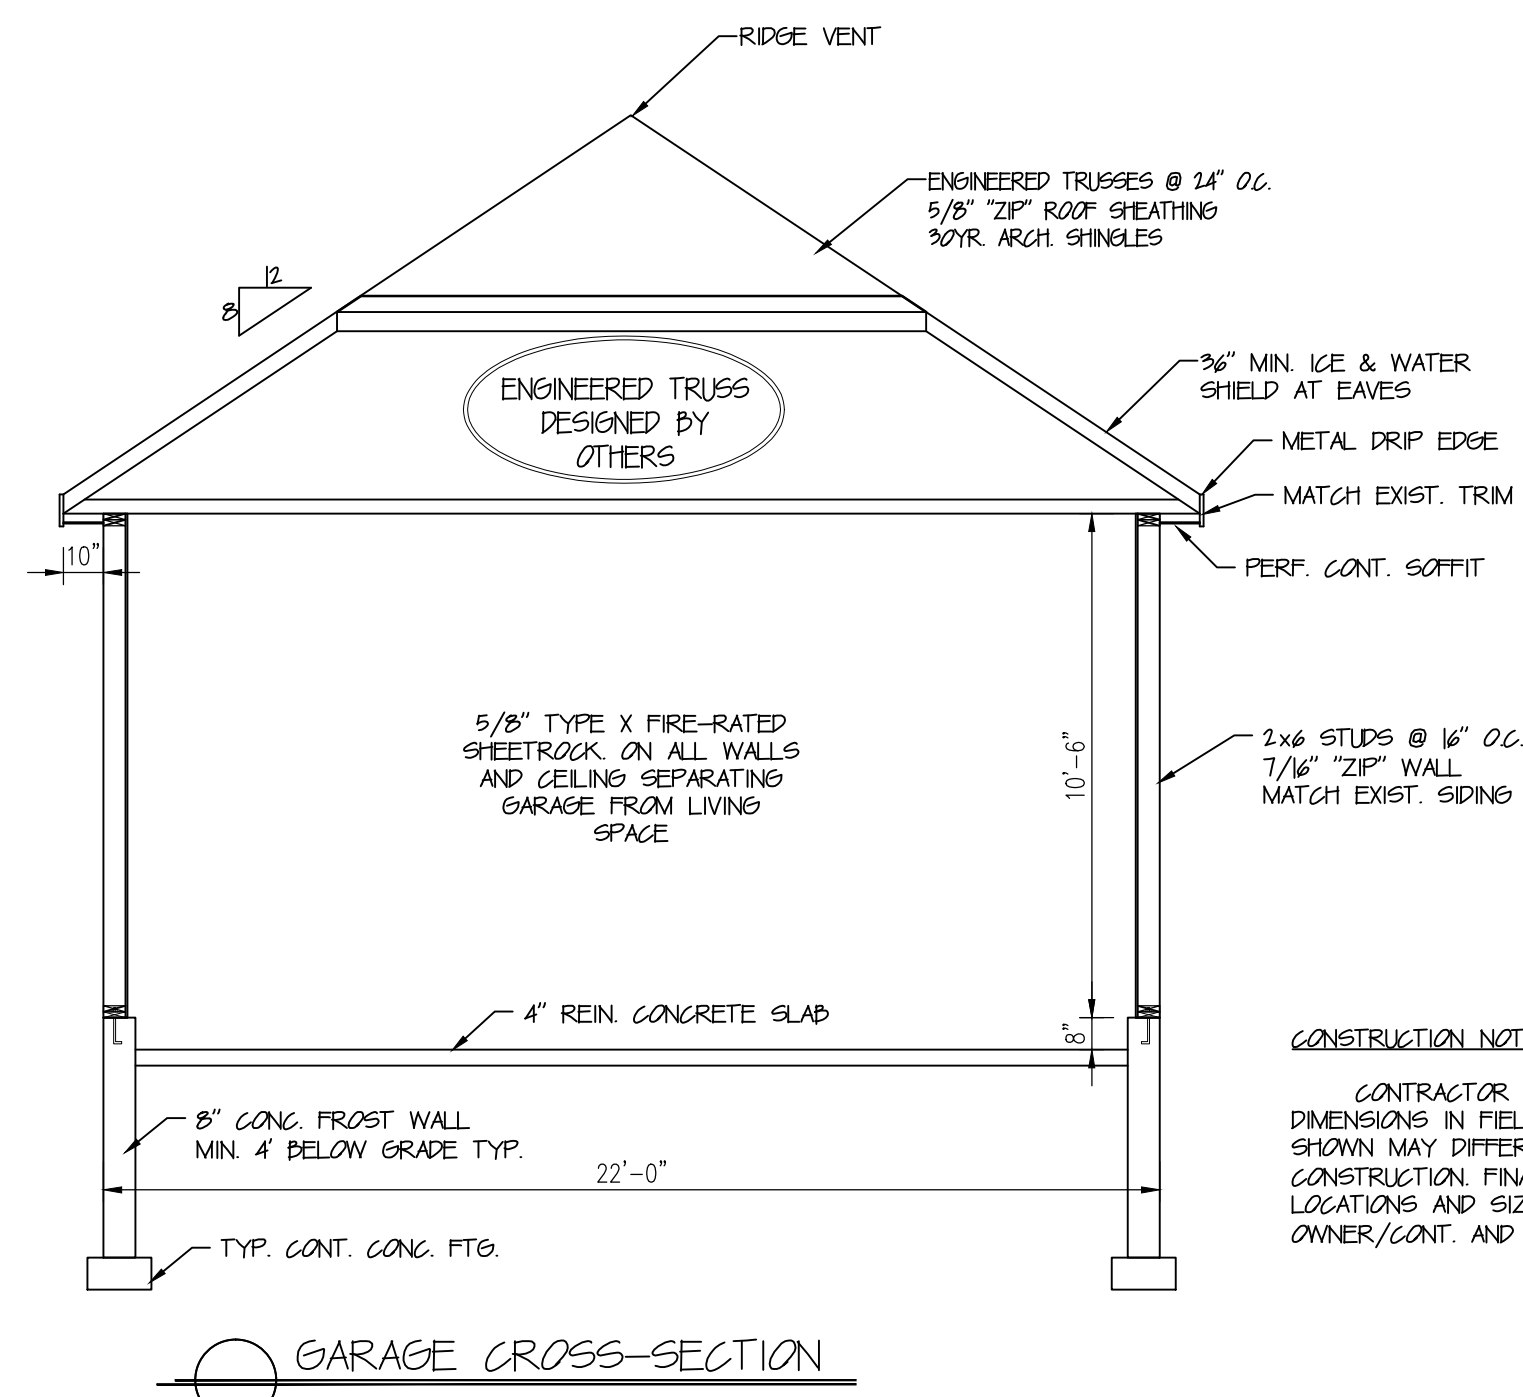 RIDGE VENT
ENGINEERED TRUSSES @ 24" O.C.
5/8" "ZIP" ROOF SHEATHING
30YR. ARCH. SHINGLES
12
8
ENGINEERED TRUSS
DESIGNED BY
OTHERS
36" MIN. ICE & WATER
SHIELD AT EAVES
METAL DRIP EDGE
MATCH EXIST. TRIM
10"
PERF. CONT. SOFFIT
5/8" TYPE X FIRE-RATED
SHEETROCK. ON ALL WALLS
AND CEILING SEPARATING
GARAGE FROM LIVING
SPACE
10'-6"
2x6 STUDS @ 16" O.C.
7/16" "ZIP" WALL
MATCH EXIST. SIDING
4" REIN. CONCRETE SLAB
8"
8" CONC. FROST WALL
MIN. 4' BELOW GRADE TYP.
22'-0"
TYP. CONT. CONC. FTG.
CONSTRUCTION
CONTRACTOR
DIMENSIONS IN
SHOWN MAY DIFFER
CONSTRUCTION.
LOCATIONS AND
OWNER/CONT. AND
GARAGE CROSS-SECTION